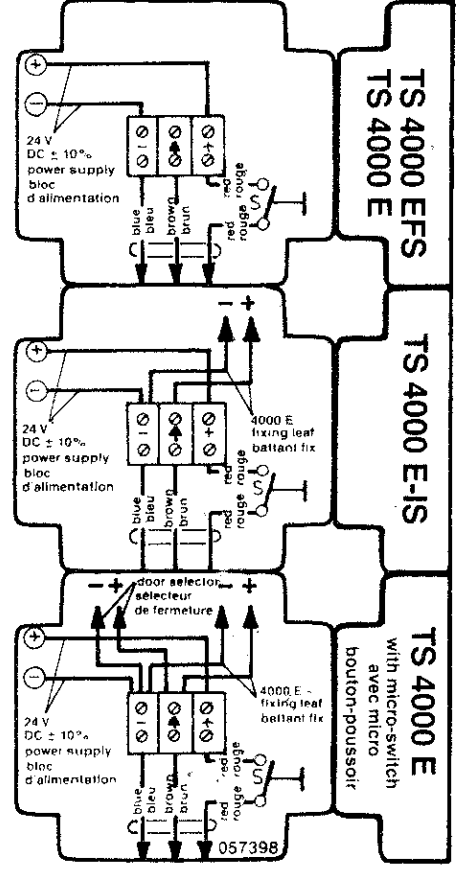 TS 4000 EFS
TS 4000 E
+
−
24 V
DC ± 10%
power supply
bloc
d'alimentation
−
+
blue
bleu
brown
brun
red
rouge
red
rouge
S
TS 4000 E-IS
− +
+
−
24 V
DC ± 10%
power supply
bloc
d'alimentation
−
+
4000 E
fixing leaf
battant fix
blue
bleu
brown
brun
red
rouge
red
rouge
S
TS 4000 E
with micro-switch
avec micro
bouton-poussoir
− +
door selector
sélecteur
de fermeture
− +
+
−
24 V
DC ± 10%
power supply
bloc
d'alimentation
−
+
4000 E -
fixing leaf
battant fix
blue
bleu
brown
brun
red
rouge
red
rouge
S
057398